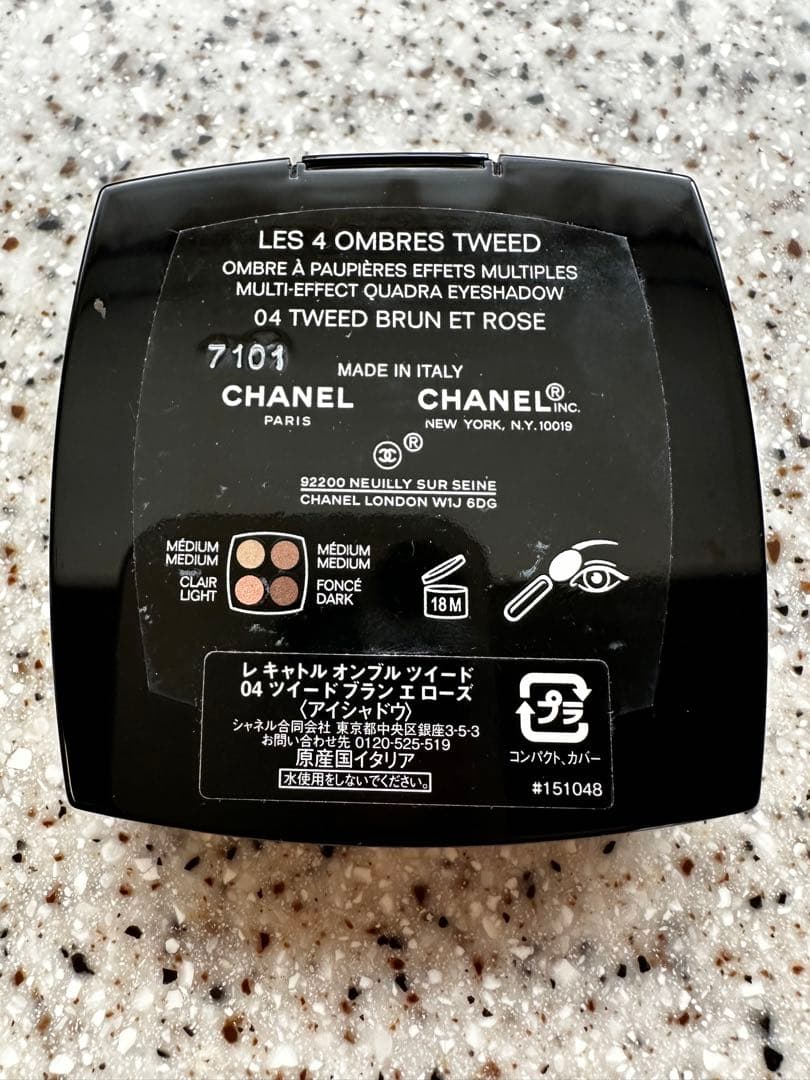 LES 4 OMBRES TWEED
OMBRE À PAUPIÈRES EFFETS MULTIPLES
MULTI-EFFECT QUADRA EYESHADOW
04 TWEED BRUN ET ROSE
7101
MADE IN ITALY
CHANEL
PARIS
CHANEL® INC.
NEW YORK, N.Y. 10019
®
92200 NEUILLY SUR SEINE
CHANEL LONDON W1J 6DG
MÉDIUM
MEDIUM
CLAIR
LIGHT
MÉDIUM
MEDIUM
FONCÉ
DARK
18 M
レ キャトル オンブル ツイード
04 ツイード ブラン エ ローズ
〈アイシャドウ〉
シャネル合同会社 東京都中央区銀座3-5-3
お問い合わせ先 0120-525-519
原産国イタリア
水使用をしないでください。
プラ
コンパクト、カバー
#151048